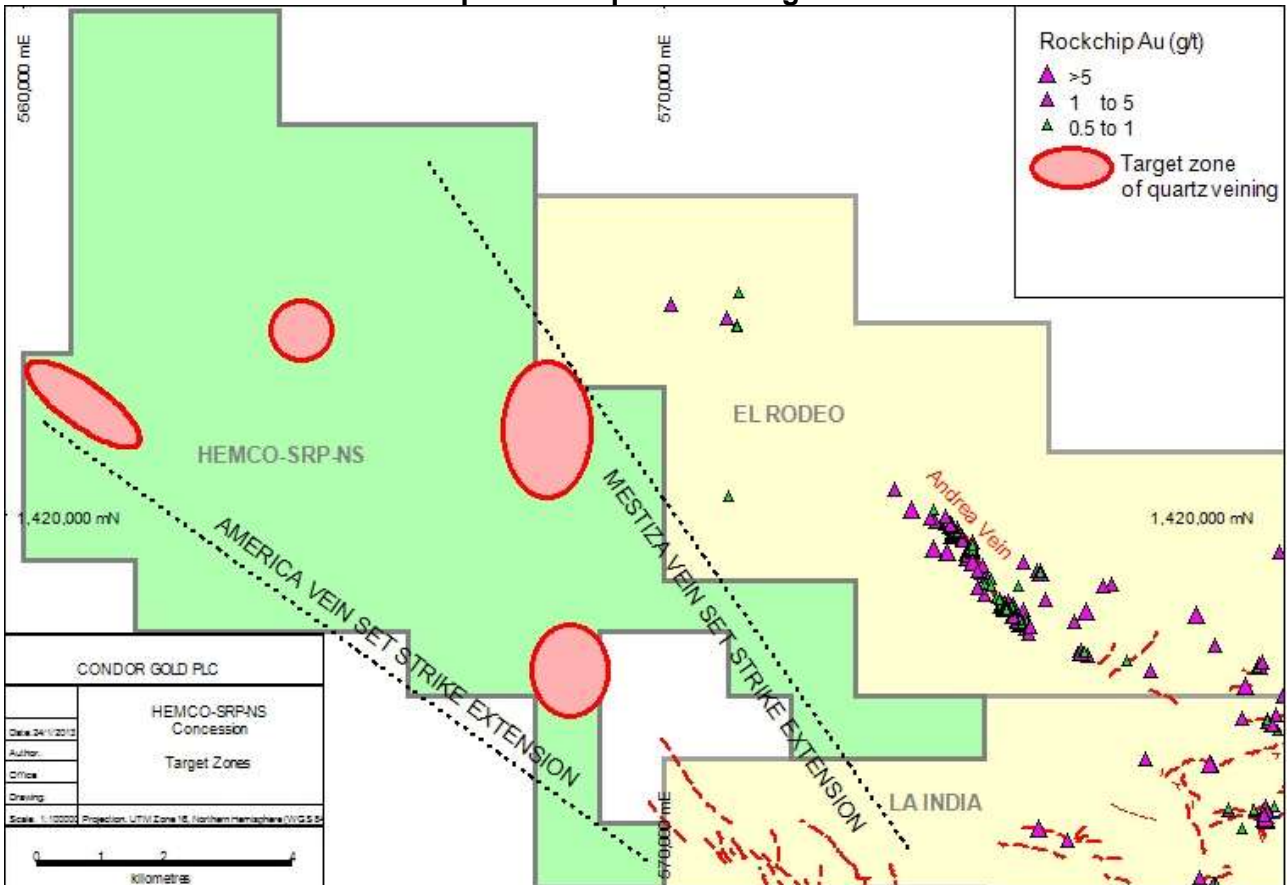 560,000 mE
570,000 mE
Rockchip Au (g/t)
>5
1 to 5
0.5 to 1
Target zone
of quartz veining
EL RODEO
HEMCO-SRP-NS
Andrea Vein
1,420,000 mN
1,420,000 mN
MESTIZA VEIN SET STRIKE EXTENSION
AMERICA VEIN SET STRIKE EXTENSION
LA INDIA
570,000 mE
CONDOR GOLD PLC
HEMCO-SRP-NS
Concession
Target Zones
Date:
Author:
Office
Drawing:
Scale: 1:100000
Projection: UTM Zone 16, Northern Hemisphere (WGS 84
0 1 2 4
kilometres